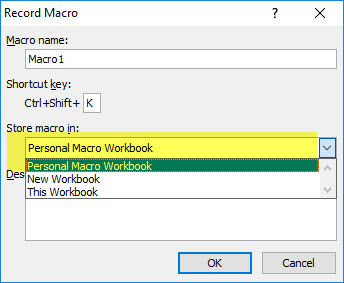 Record Macro ? ×
Macro name:
Macro1
Shortcut key:
Ctrl+Shift+ K
Store macro in:
Personal Macro Workbook
Personal Macro Workbook
New Workbook
This Workbook
Des
OK Cancel